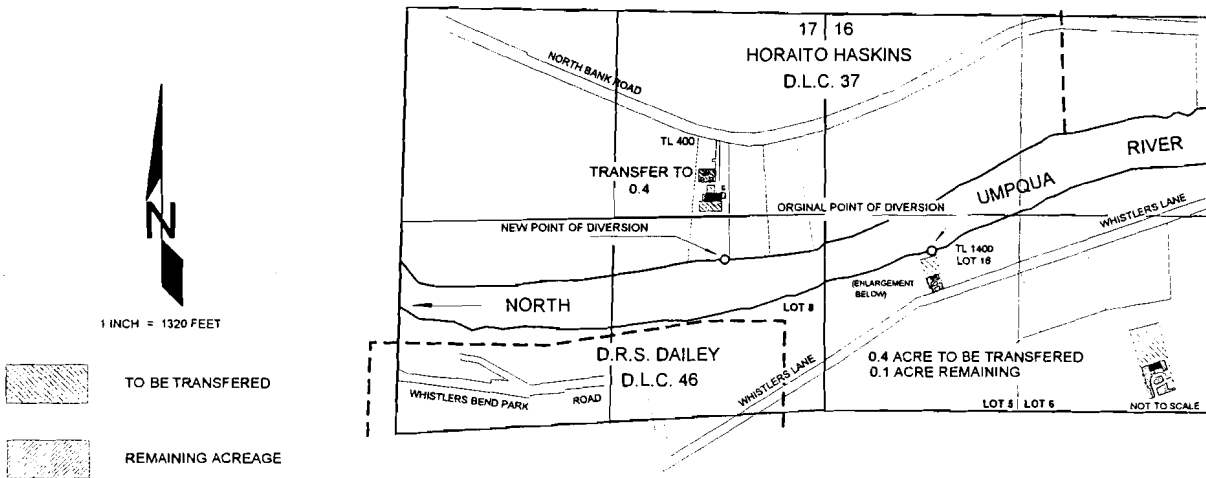 17 | 16
HORAITO HASKINS
D.L.C. 37
NORTH BANK ROAD
TL 400
TRANSFER TO
0.4
RIVER
UMPQUA
ORGINAL POINT OF DIVERSION
WHISTLERS LANE
NEW POINT OF DIVERSION
TL 1400
LOT 16
(ENLARGEMENT
BELOW)
N
NORTH
LOT 8
1 INCH = 1320 FEET
D.R.S. DAILEY
D.L.C. 46
0.4 ACRE TO BE TRANSFERED
0.1 ACRE REMAINING
TO BE TRANSFERED
WHISTLERS BEND PARK ROAD
WHISTLERS LANE
LOT 5 | LOT 6
NOT TO SCALE
REMAINING ACREAGE